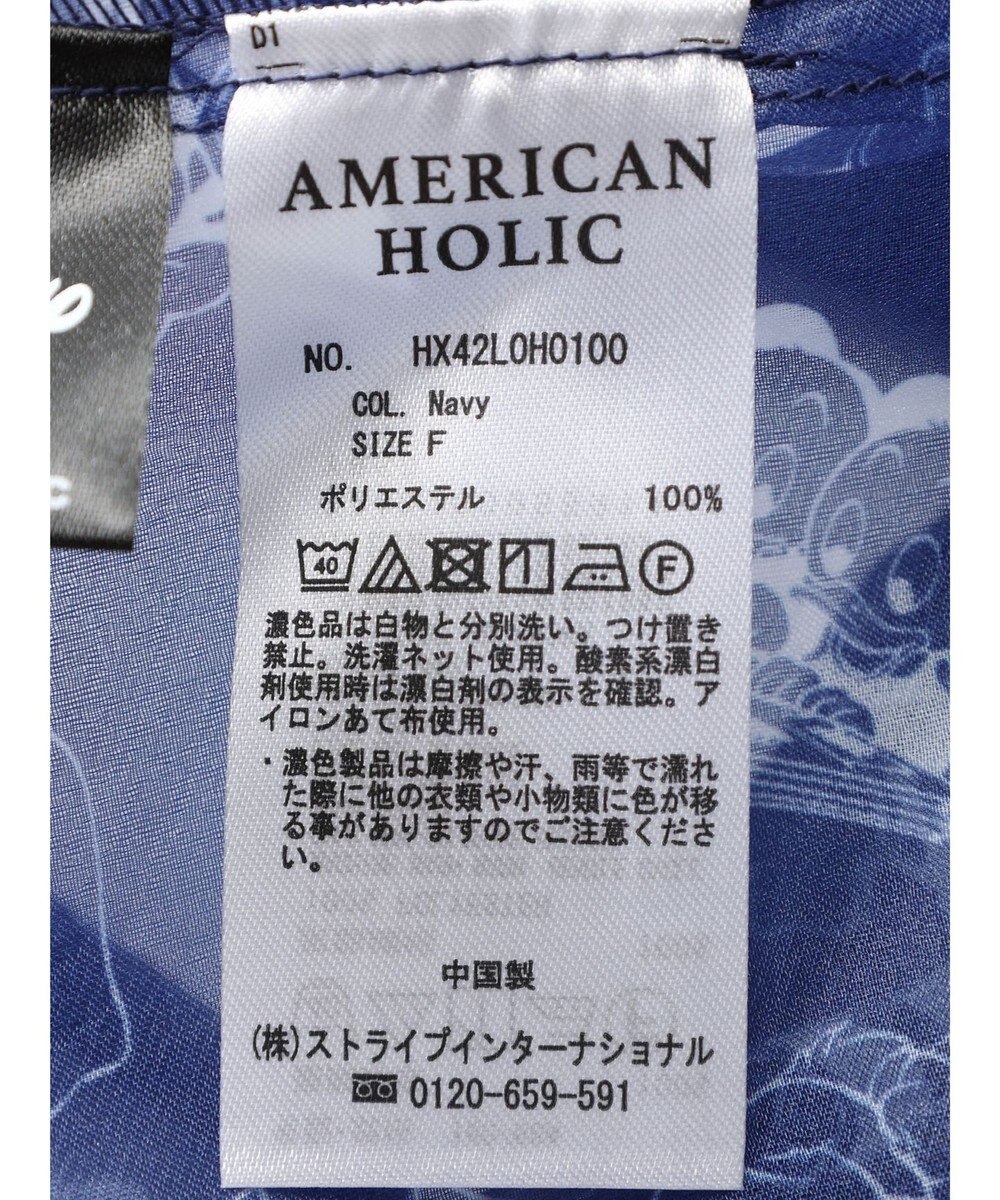 D1
AMERICAN
HOLIC
NO. HX42L0H0100
COL. Navy
SIZE F
ポリエステル 100%
40
F
濃色品は白物と分別洗い。つけ置き
禁止。洗濯ネット使用。酸素系漂白
剤使用時は漂白剤の表示を確認。ア
イロンあて布使用。
・濃色製品は摩擦や汗、雨等で濡れ
た際に他の衣類や小物類に色が移
る事がありますのでご注意くださ
い。
中国製
(株)ストライプインターナショナル
0120-659-591